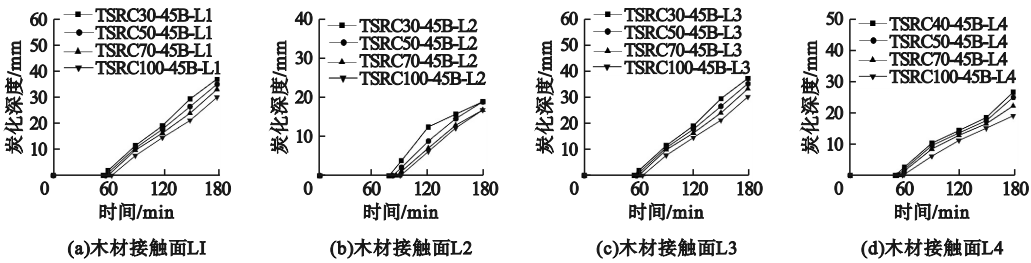 炭化深度/mm
60
50
40
30
20
10
0
0
60
120
180
时间/min
TSRC30-45B-L1
TSRC50-45B-L1
TSRC70-45B-L1
TSRC100-45B-L1
(a)木材接触面LI
炭化深度/mm
40
30
20
10
0
60
120
180
时间/min
TSRC30-45B-L2
TSRC50-45B-L2
TSRC70-45B-L2
TSRC100-45B-L2
(b)木材接触面L2
炭化深度/mm
60
50
40
30
20
10
0
0
60
120
180
时间/min
TSRC30-45B-L3
TSRC50-45B-L3
TSRC70-45B-L3
TSRC100-45B-L3
(c)木材接触面L3
炭化深度/mm
50
40
30
20
10
0
0
60
120
180
时间/min
TSRC40-45B-L4
TSRC50-45B-L4
TSRC70-45B-L4
TSRC100-45B-L4
(d)木材接触面L4